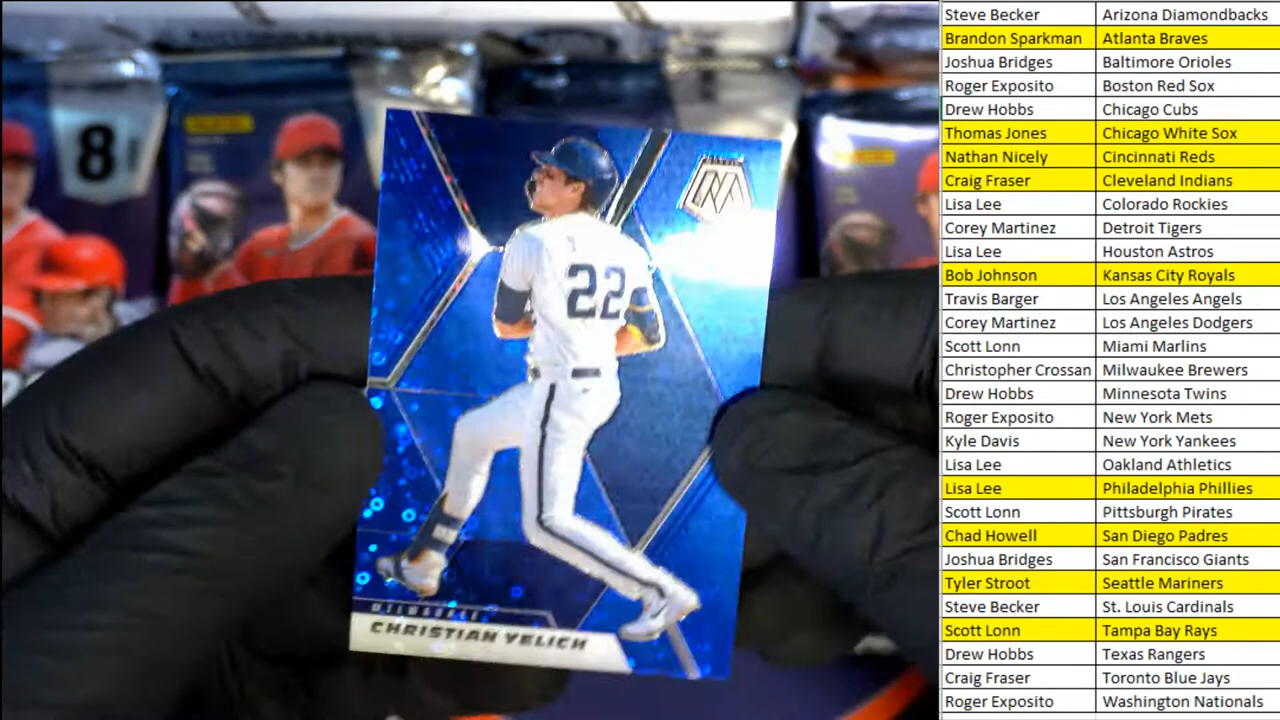 8
22
MILWAUKEE
CHRISTIAN YELICH
Steve Becker Arizona Diamondbacks
Brandon Sparkman Atlanta Braves
Joshua Bridges Baltimore Orioles
Roger Exposito Boston Red Sox
Drew Hobbs Chicago Cubs
Thomas Jones Chicago White Sox
Nathan Nicely Cincinnati Reds
Craig Fraser Cleveland Indians
Lisa Lee Colorado Rockies
Corey Martinez Detroit Tigers
Lisa Lee Houston Astros
Bob Johnson Kansas City Royals
Travis Barger Los Angeles Angels
Corey Martinez Los Angeles Dodgers
Scott Lonn Miami Marlins
Christopher Crossan Milwaukee Brewers
Drew Hobbs Minnesota Twins
Roger Exposito New York Mets
Kyle Davis New York Yankees
Lisa Lee Oakland Athletics
Lisa Lee Philadelphia Phillies
Scott Lonn Pittsburgh Pirates
Chad Howell San Diego Padres
Joshua Bridges San Francisco Giants
Tyler Stroot Seattle Mariners
Steve Becker St. Louis Cardinals
Scott Lonn Tampa Bay Rays
Drew Hobbs Texas Rangers
Craig Fraser Toronto Blue Jays
Roger Exposito Washington Nationals